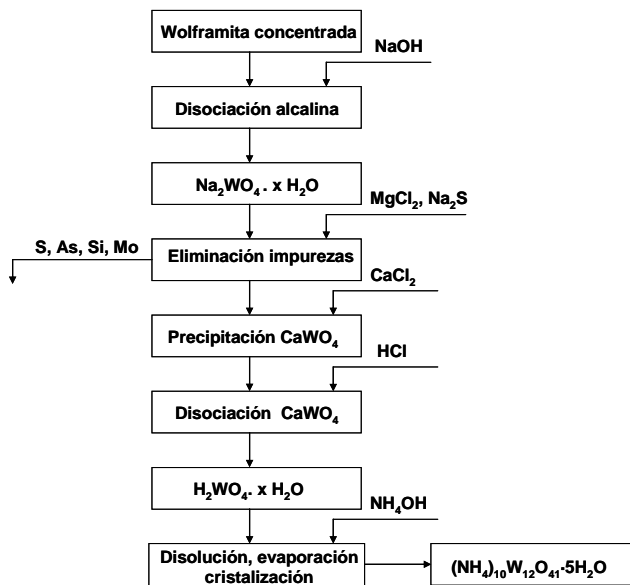 Wolframita concentrada
NaOH
Disociación alcalina
Na₂WO₄ . x H₂O
MgCl₂, Na₂S
S, As, Si, Mo
Eliminación impurezas
CaCl₂
Precipitación CaWO₄
HCl
Disociación CaWO₄
H₂WO₄. x H₂O
NH₄OH
Disolución, evaporación
cristalización
(NH₄)₁₀W₁₂O₄₁·5H₂O